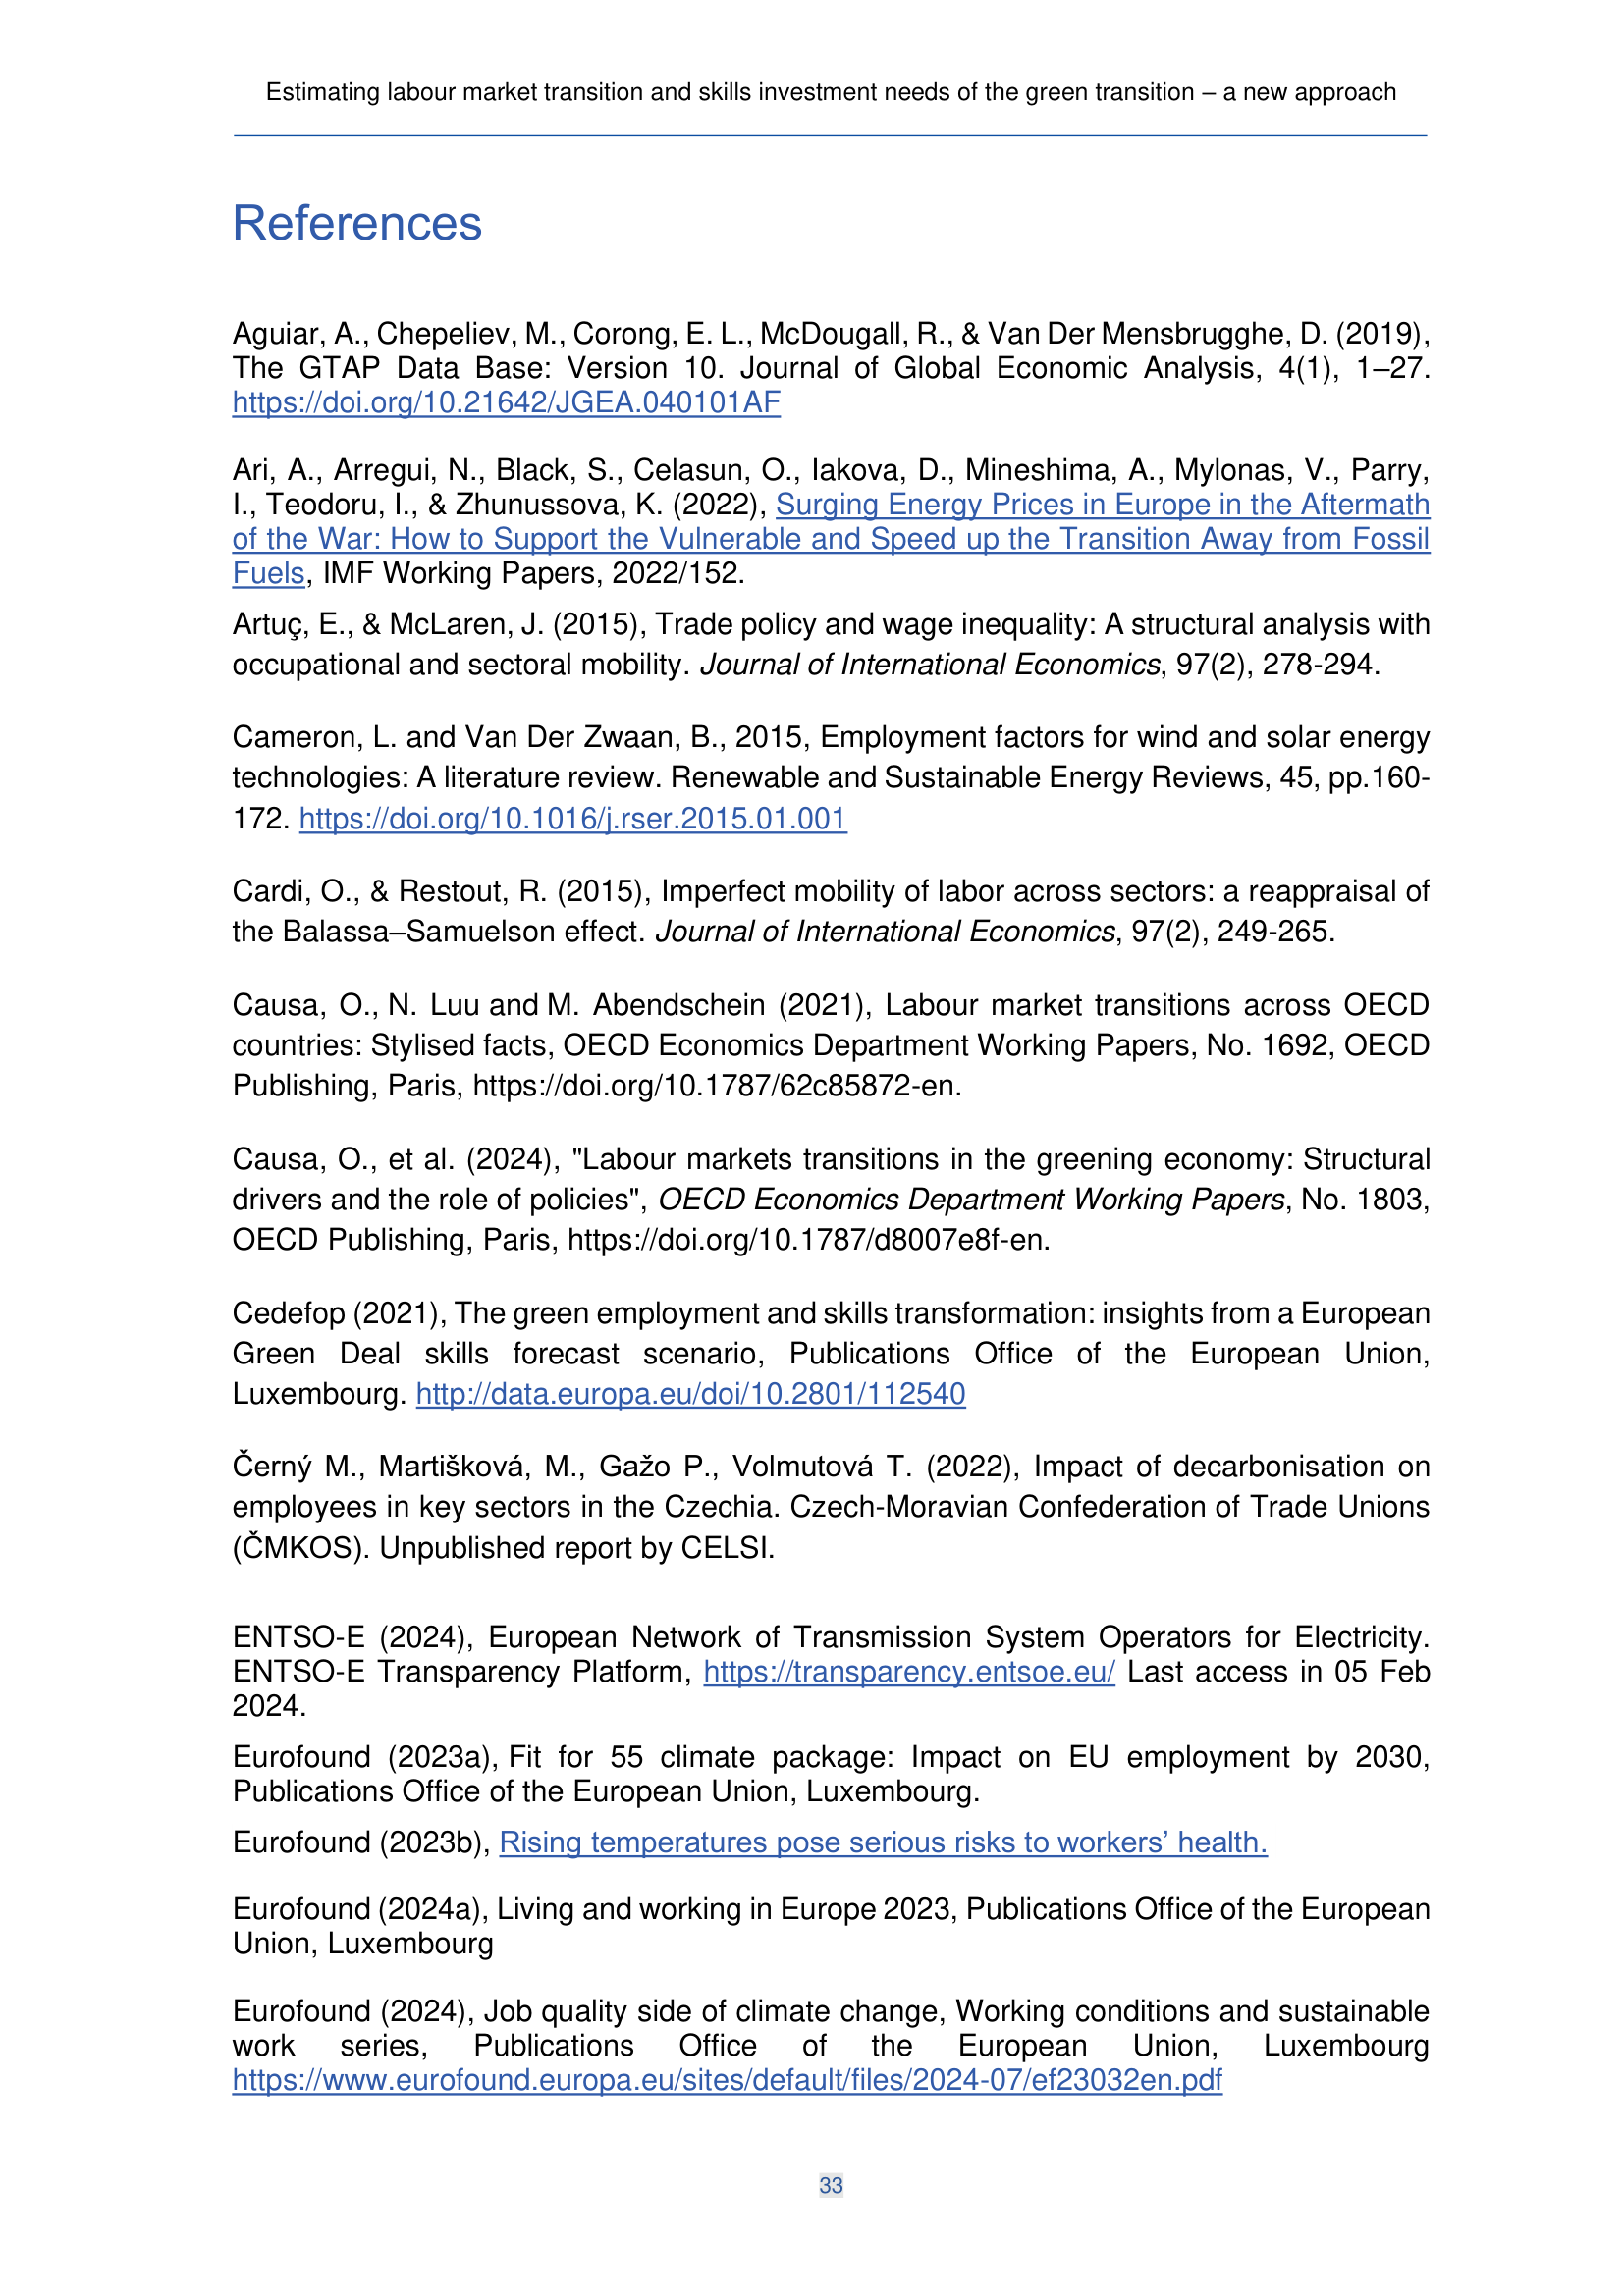 Estimating labour market transition and skills investment needs of the green transition – a new approach
References
Aguiar, A., Chepeliev, M., Corong, E. L., McDougall, R., & Van Der Mensbrugghe, D. (2019),
The GTAP Data Base: Version 10. Journal of Global Economic Analysis, 4(1), 1–27.
https://doi.org/10.21642/JGEA.040101AF
Ari, A., Arregui, N., Black, S., Celasun, O., Iakova, D., Mineshima, A., Mylonas, V., Parry,
I., Teodoru, I., & Zhunussova, K. (2022), Surging Energy Prices in Europe in the Aftermath
of the War: How to Support the Vulnerable and Speed up the Transition Away from Fossil
Fuels, IMF Working Papers, 2022/152.
Artuç, E., & McLaren, J. (2015), Trade policy and wage inequality: A structural analysis with
occupational and sectoral mobility. Journal of International Economics, 97(2), 278-294.
Cameron, L. and Van Der Zwaan, B., 2015, Employment factors for wind and solar energy
technologies: A literature review. Renewable and Sustainable Energy Reviews, 45, pp.160-
172. https://doi.org/10.1016/j.rser.2015.01.001
Cardi, O., & Restout, R. (2015), Imperfect mobility of labor across sectors: a reappraisal of
the Balassa–Samuelson effect. Journal of International Economics, 97(2), 249-265.
Causa, O., N. Luu and M. Abendschein (2021), Labour market transitions across OECD
countries: Stylised facts, OECD Economics Department Working Papers, No. 1692, OECD
Publishing, Paris, https://doi.org/10.1787/62c85872-en.
Causa, O., et al. (2024), "Labour markets transitions in the greening economy: Structural
drivers and the role of policies", OECD Economics Department Working Papers, No. 1803,
OECD Publishing, Paris, https://doi.org/10.1787/d8007e8f-en.
Cedefop (2021), The green employment and skills transformation: insights from a European
Green Deal skills forecast scenario, Publications Office of the European Union,
Luxembourg. http://data.europa.eu/doi/10.2801/112540
Černý M., Martišková, M., Gažo P., Volmutová T. (2022), Impact of decarbonisation on
employees in key sectors in the Czechia. Czech-Moravian Confederation of Trade Unions
(ČMKOS). Unpublished report by CELSI.
ENTSO-E (2024), European Network of Transmission System Operators for Electricity.
ENTSO-E Transparency Platform, https://transparency.entsoe.eu/ Last access in 05 Feb
2024.
Eurofound (2023a), Fit for 55 climate package: Impact on EU employment by 2030,
Publications Office of the European Union, Luxembourg.
Eurofound (2023b), Rising temperatures pose serious risks to workers’ health.
Eurofound (2024a), Living and working in Europe 2023, Publications Office of the European
Union, Luxembourg
Eurofound (2024), Job quality side of climate change, Working conditions and sustainable
work series, Publications Office of the European Union, Luxembourg
https://www.eurofound.europa.eu/sites/default/files/2024-07/ef23032en.pdf
33